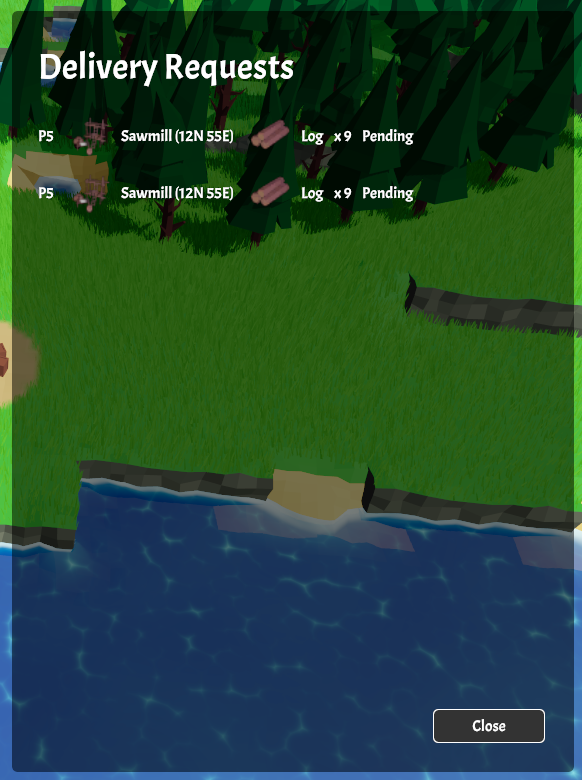 Delivery Requests
P5 Sawmill (12N 55E) Log x 9 Pending
P5 Sawmill (12N 55E) Log x 9 Pending
Close